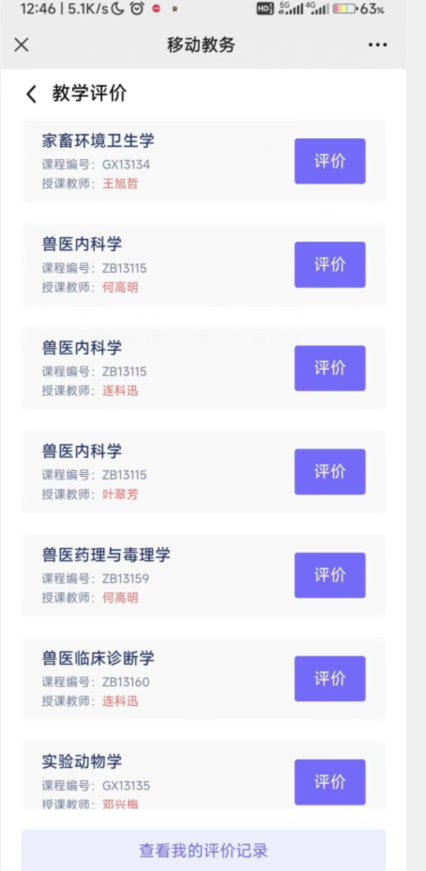 12:46 | 5.1K/s
HD 5G 4G 63%
移动教务
教学评价
家畜环境卫生学
课程编号：GX13134
授课教师：王旭哲
评价
兽医内科学
课程编号：ZB13115
授课教师：何高明
评价
兽医内科学
课程编号：ZB13115
授课教师：连科迅
评价
兽医内科学
课程编号：ZB13115
授课教师：叶翠芳
评价
兽医药理与毒理学
课程编号：ZB13159
授课教师：何高明
评价
兽医临床诊断学
课程编号：ZB13160
授课教师：连科迅
评价
实验动物学
课程编号：GX13135
授课教师：邓兴梅
评价
查看我的评价记录